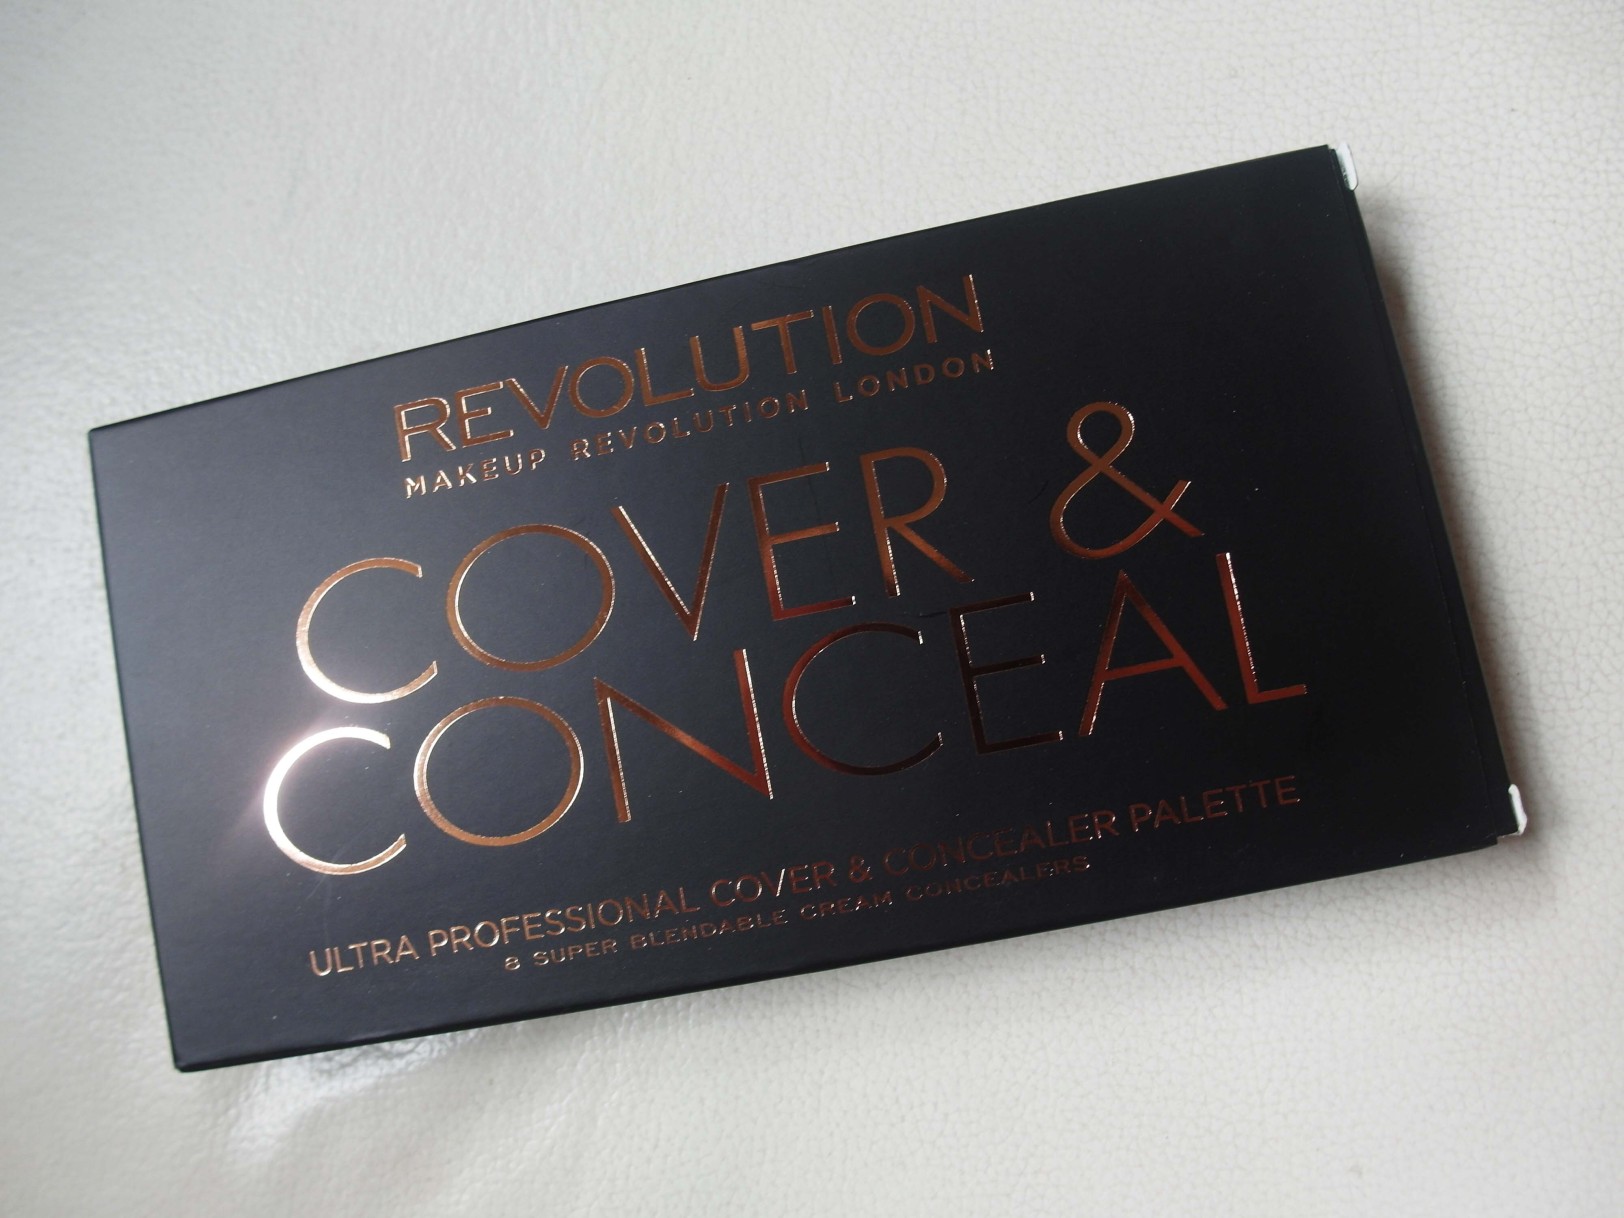 REVOLUTION
MAKEUP REVOLUTION LONDON
COVER &
CONCEAL
ULTRA PROFESSIONAL COVER & CONCEALER PALETTE
8 SUPER BLENDABLE CREAM CONCEALERS